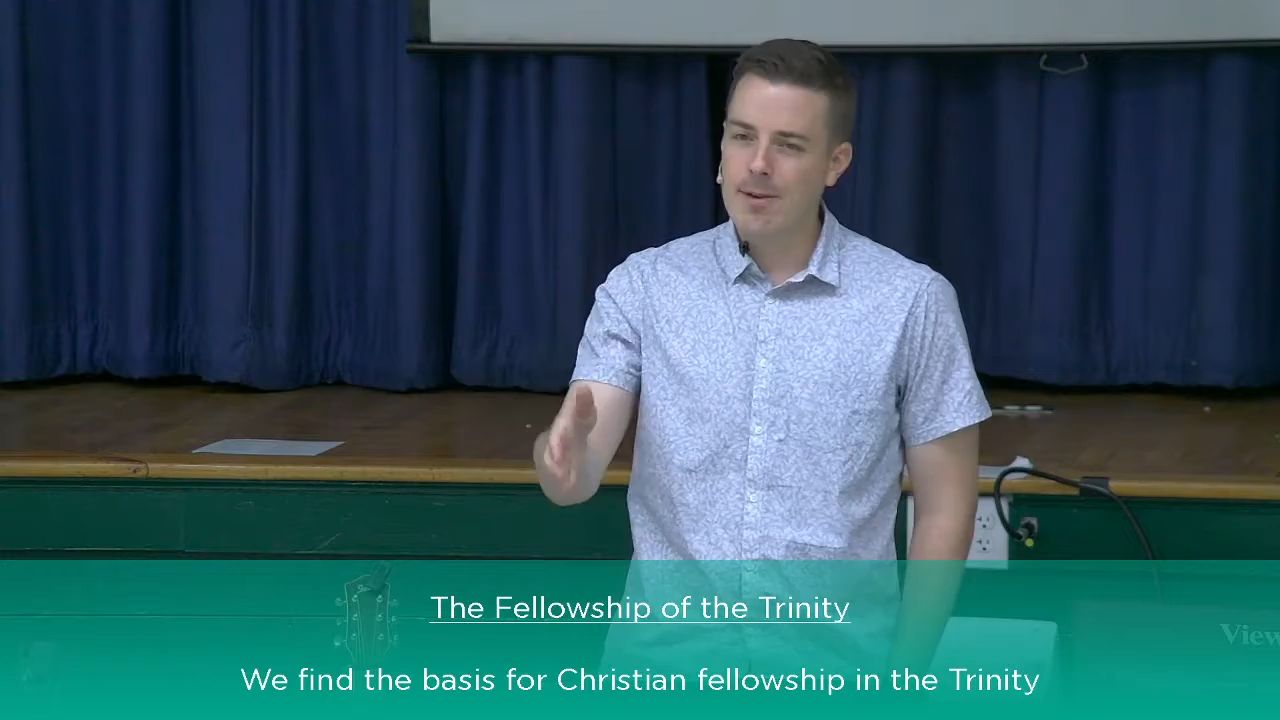 The Fellowship of the Trinity
We find the basis for Christian fellowship in the Trinity